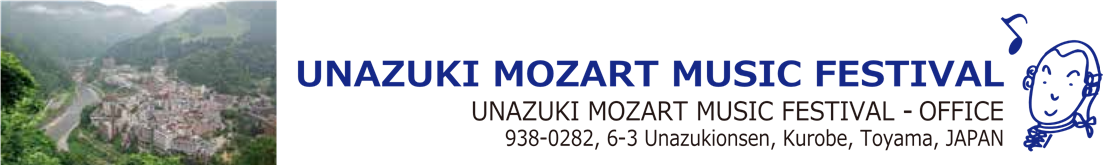 UNAZUKI MOZART MUSIC FESTIVAL
UNAZUKI MOZART MUSIC FESTIVAL - OFFICE
938-0282, 6-3 Unazukionsen, Kurobe, Toyama, JAPAN